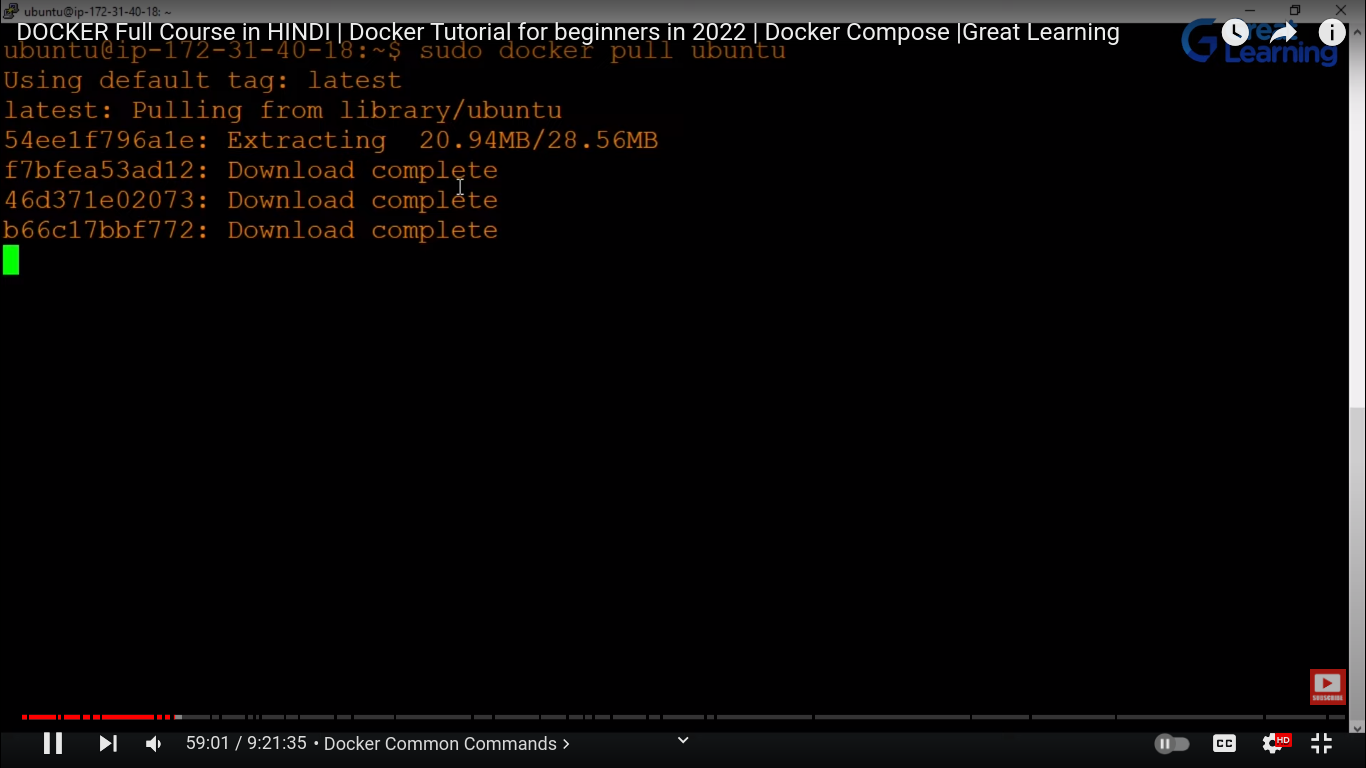 ubuntu@ip-172-31-40-18: ~
DOCKER Full Course in HINDI | Docker Tutorial for beginners in 2022 | Docker Compose |Great Learning
Great
Learning
ubuntu@ip-172-31-40-18:~$ sudo docker pull ubuntu
Using default tag: latest
latest: Pulling from library/ubuntu
54ee1f796a1e: Extracting  20.94MB/28.56MB
f7bfea53ad12: Download complete
46d371e02073: Download complete
b66c17bbf772: Download complete
SUBSCRIBE
59:01 / 9:21:35 • Docker Common Commands >
CC
HD